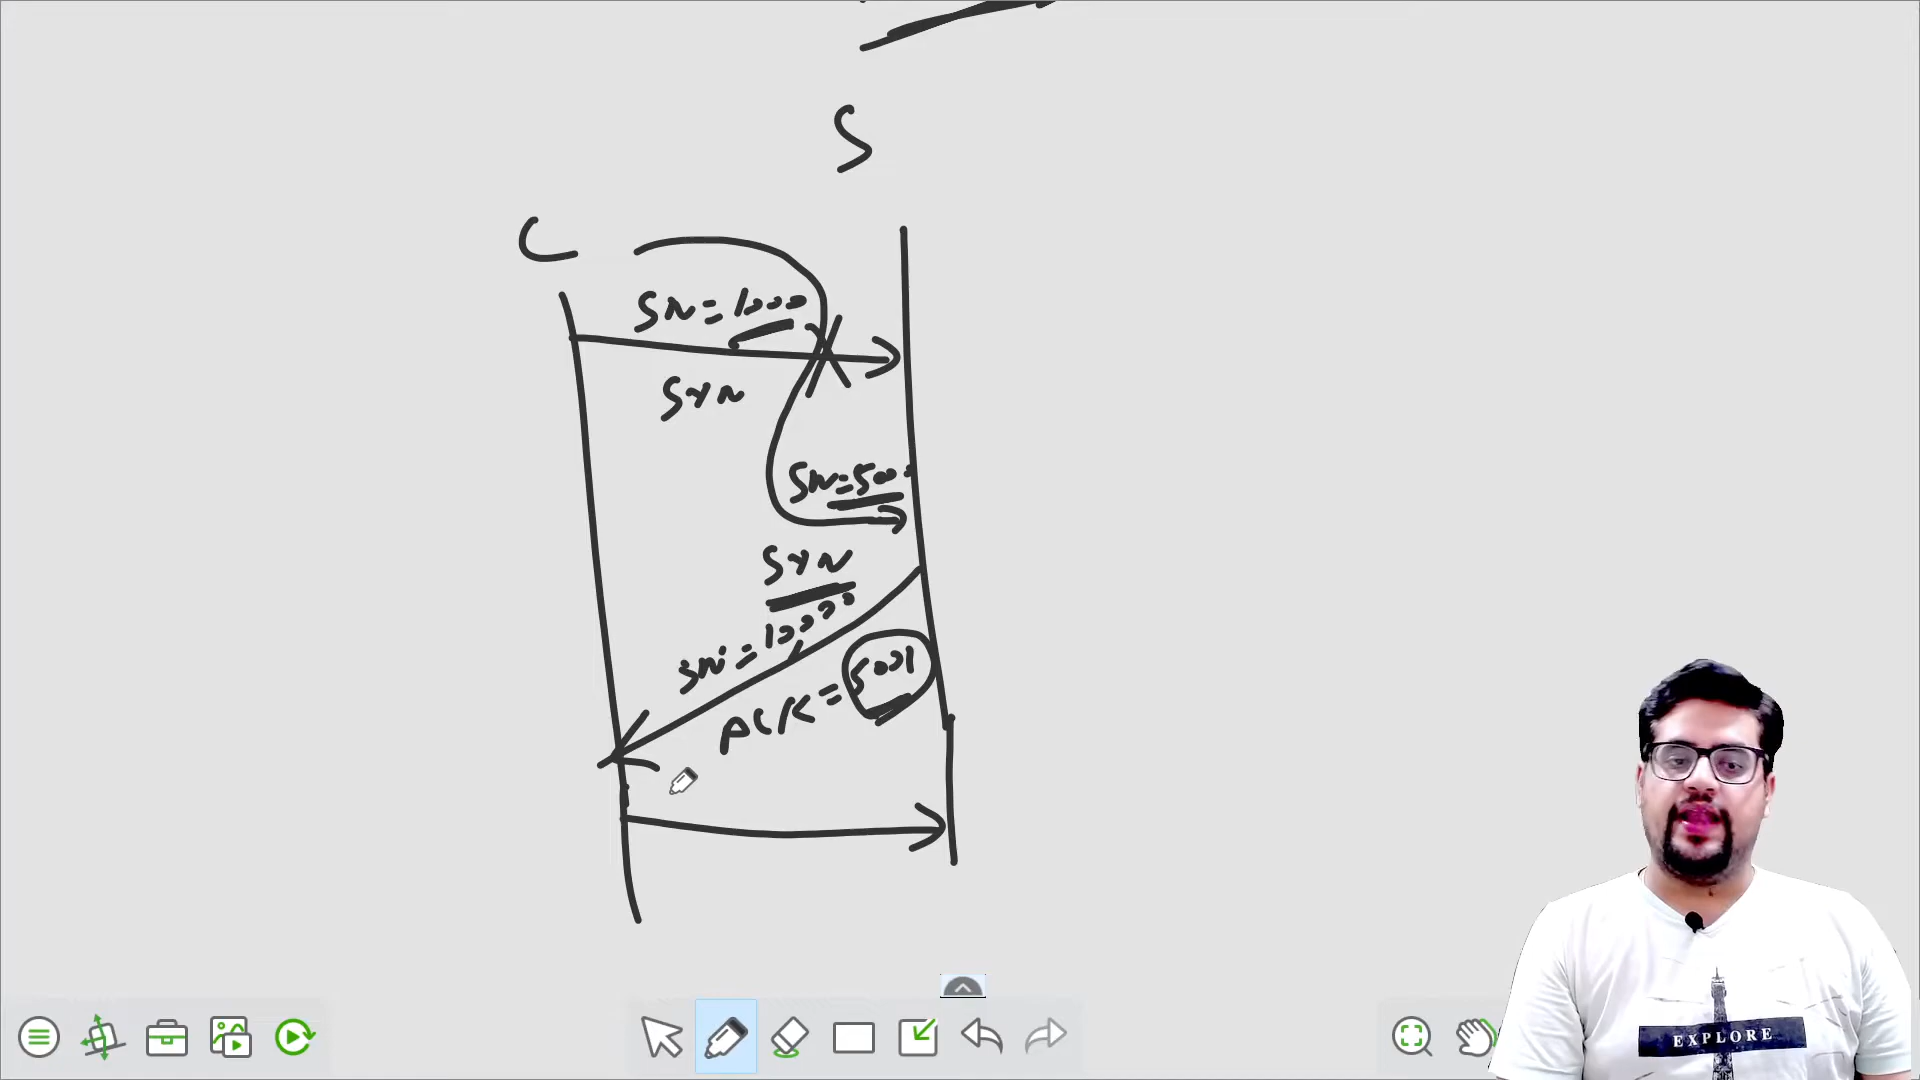 S
C
SN=1000
SYN
SN=5000
SYN
SN=10000
ACK=5001
EXPLORE